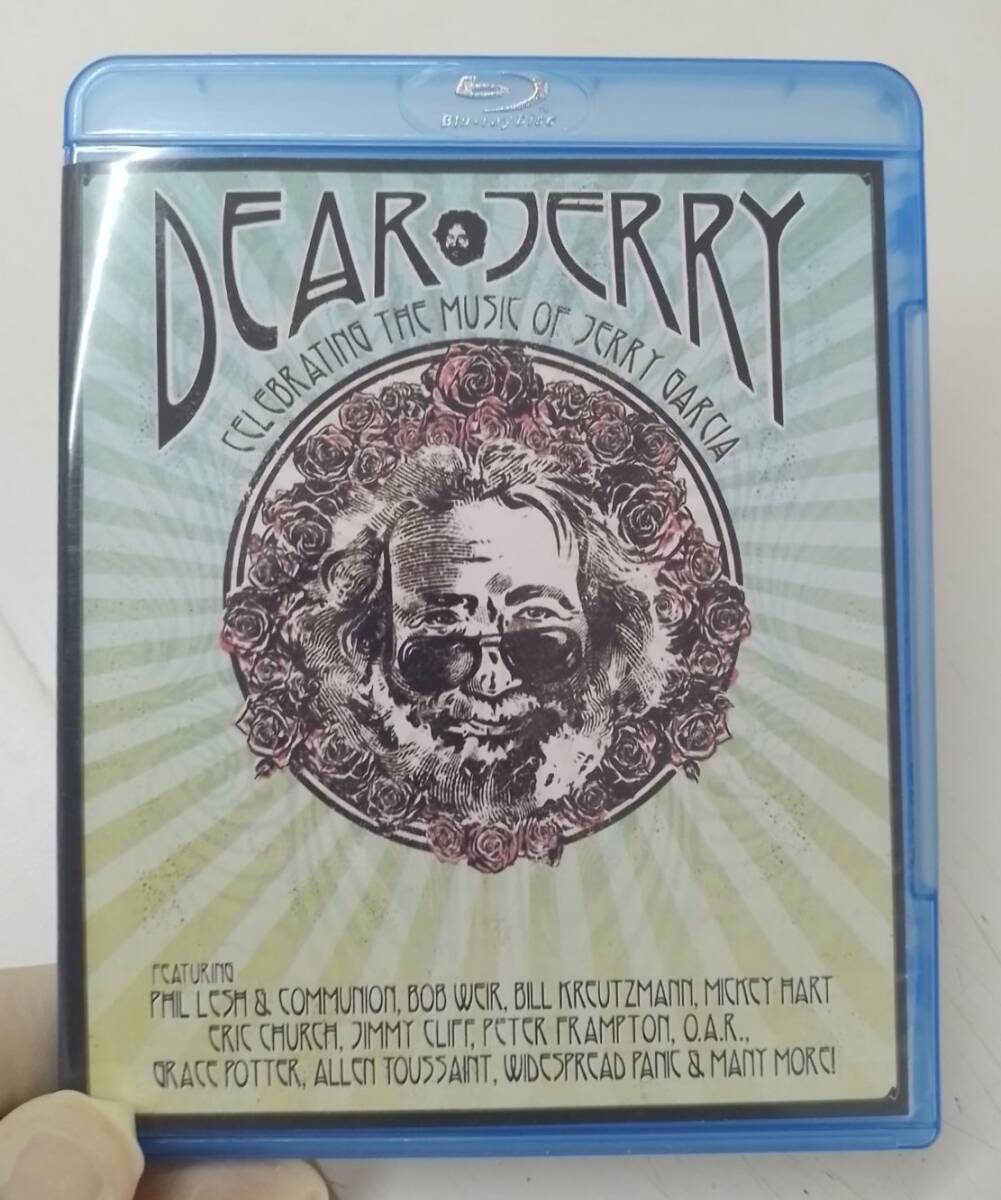 Blu-ray Disc
DEAR JERRY
CELEBRATING THE MUSIC OF JERRY GARCIA
FEATURING
PHIL LESH & COMMUNION, BOB WEIR, BILL KREUTZMANN, MICKEY HART
ERIC CHURCH, JIMMY CLIFF, PETER FRAMPTON, O.A.R.,
GRACE POTTER, ALLEN TOUSSAINT, WIDESPREAD PANIC & MANY MORE!